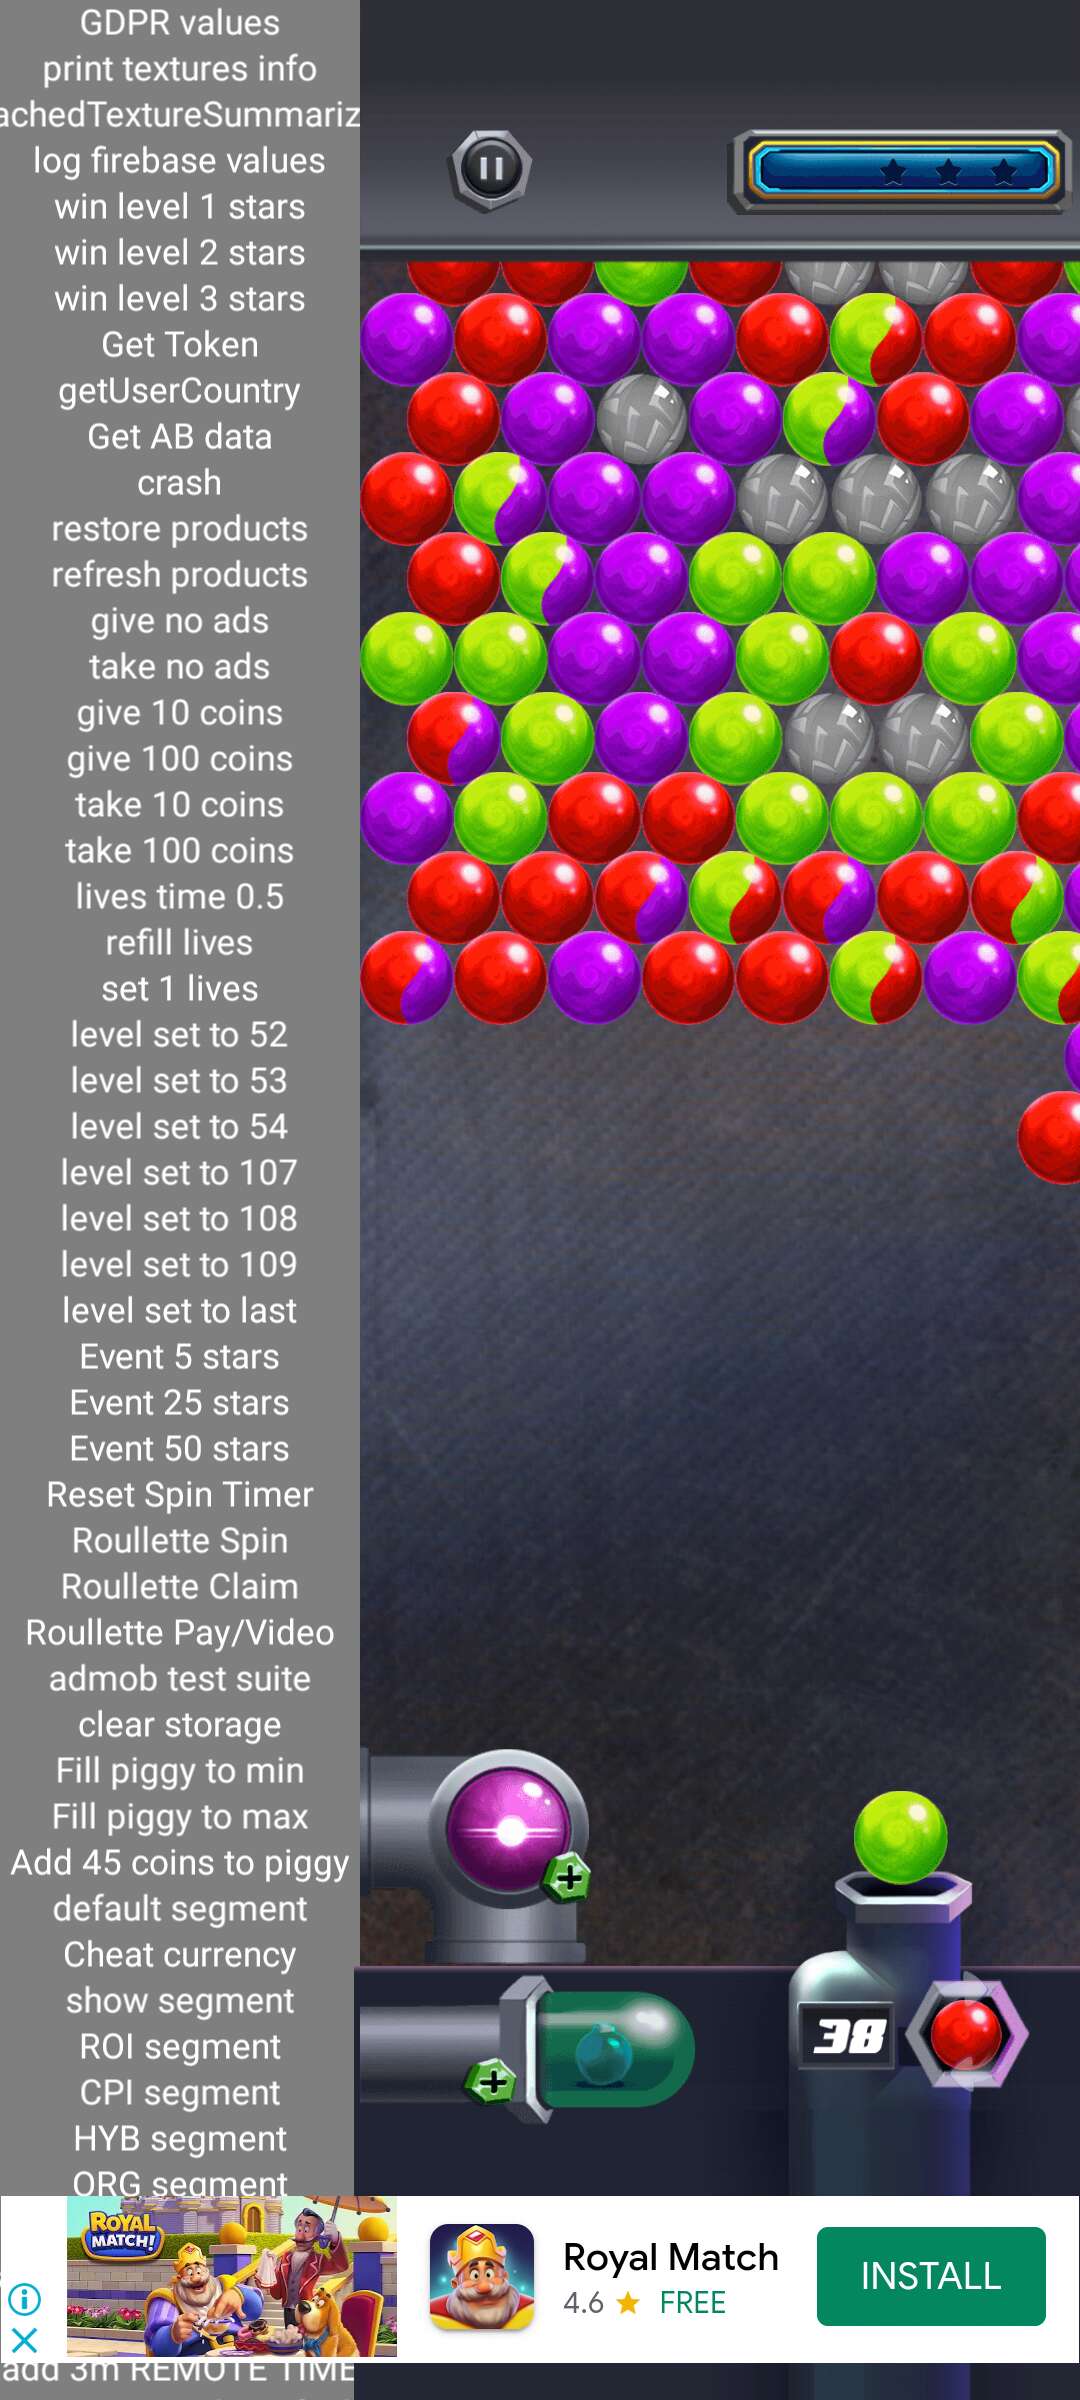 GDPR values
print textures info
achedTextureSummariz
log firebase values
win level 1 stars
win level 2 stars
win level 3 stars
Get Token
getUserCountry
Get AB data
crash
restore products
refresh products
give no ads
take no ads
give 10 coins
give 100 coins
take 10 coins
take 100 coins
lives time 0.5
refill lives
set 1 lives
level set to 52
level set to 53
level set to 54
level set to 107
level set to 108
level set to 109
level set to last
Event 5 stars
Event 25 stars
Event 50 stars
Reset Spin Timer
Roullette Spin
Roullette Claim
Roullette Pay/Video
admob test suite
clear storage
Fill piggy to min
Fill piggy to max
Add 45 coins to piggy
default segment
Cheat currency
show segment
ROI segment
CPI segment
HYB segment
ORG segment
38
ROYAL
MATCH!
Royal Match
4.6 ★ FREE
INSTALL
add 3m REMOTE TIME